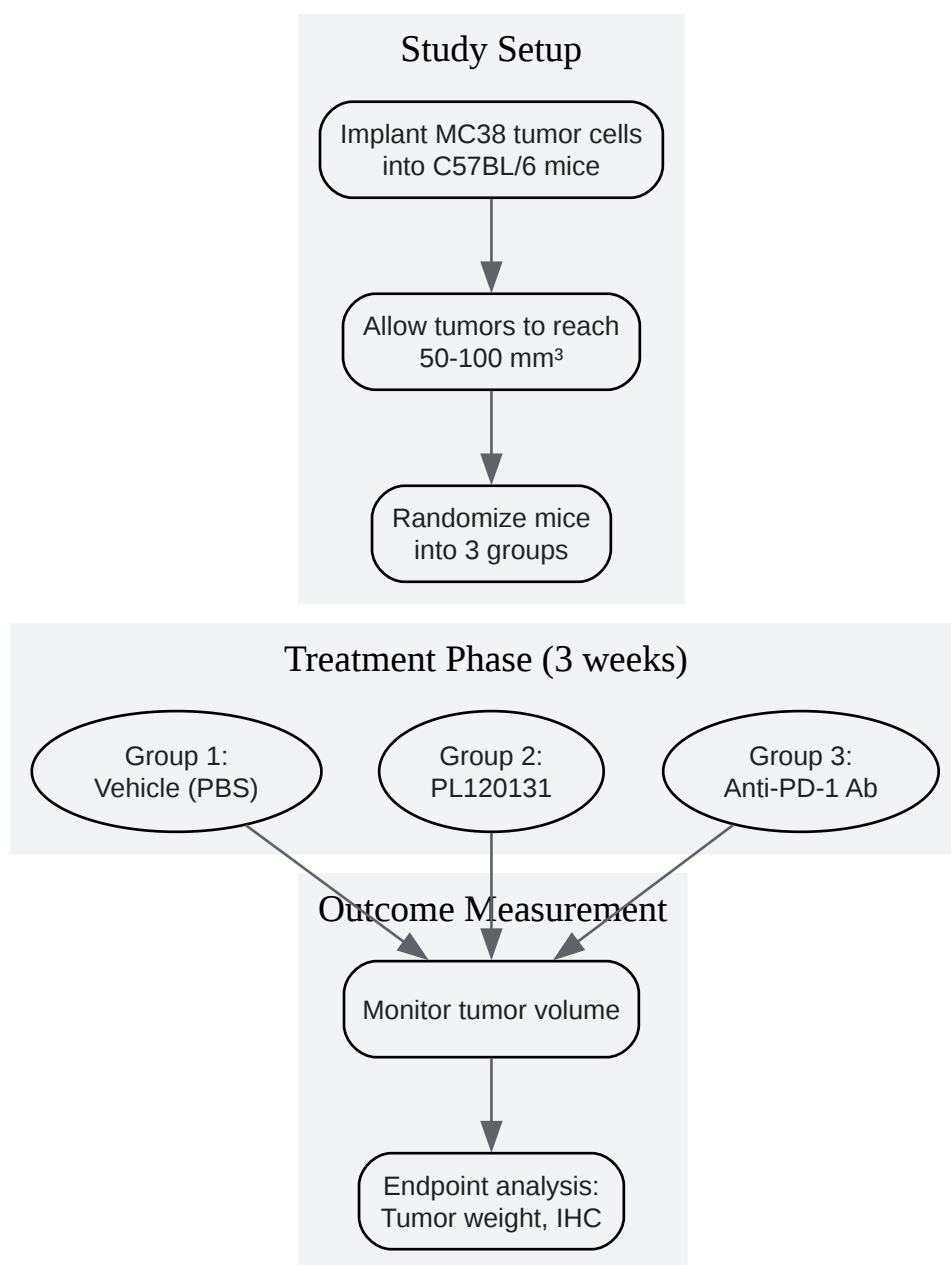 Study Setup
Implant MC38 tumor cells
into C57BL/6 mice
Allow tumors to reach
50-100 mm³
Randomize mice
into 3 groups
Treatment Phase (3 weeks)
Group 1:
Vehicle (PBS)
Group 2:
PL120131
Group 3:
Anti-PD-1 Ab
Outcome Measurement
Monitor tumor volume
Endpoint analysis:
Tumor weight, IHC